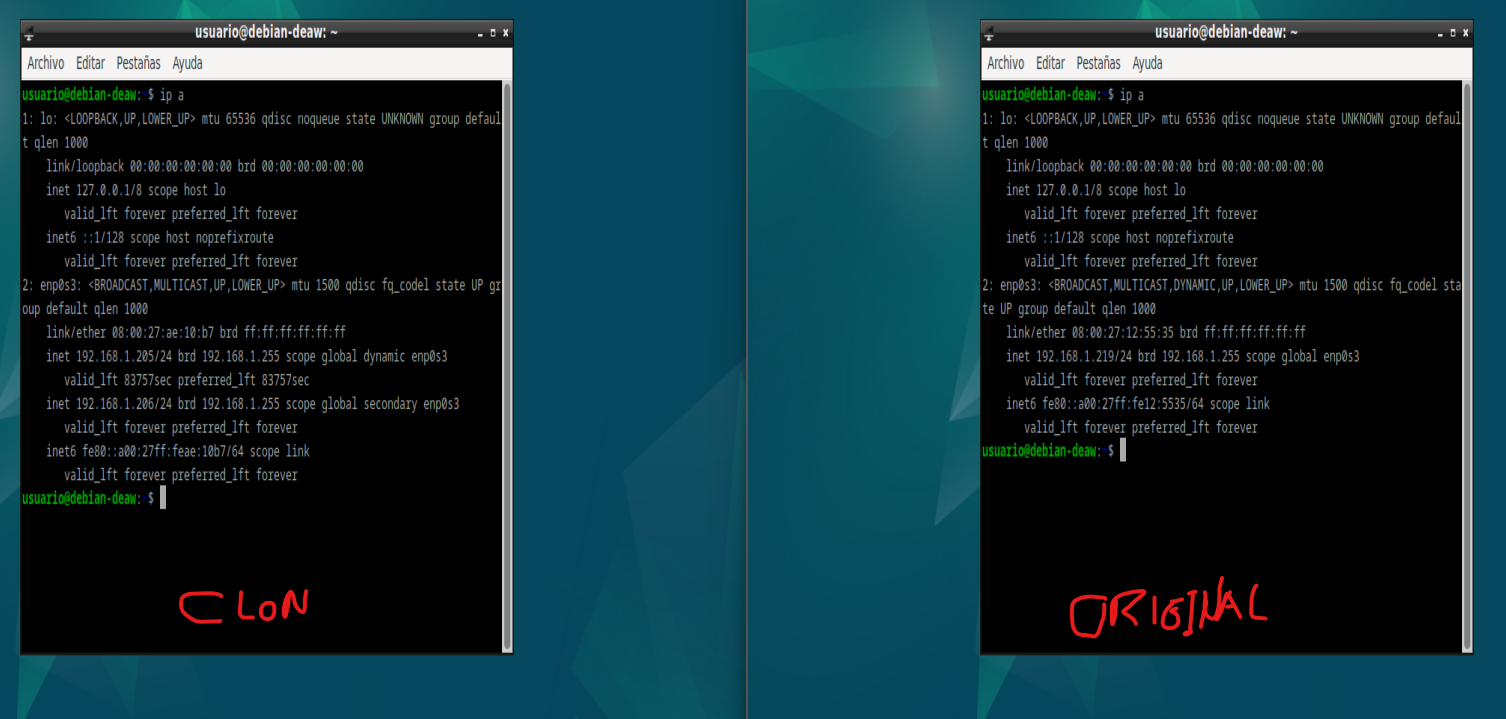 usuario@debian-deaw: ~
Archivo Editar Pestañas Ayuda
usuario@debian-deaw:~$ ip a
1: lo: <LOOPBACK,UP,LOWER_UP> mtu 65536 qdisc noqueue state UNKNOWN group defaul
t qlen 1000
link/loopback 00:00:00:00:00:00 brd 00:00:00:00:00:00
inet 127.0.0.1/8 scope host lo
valid_lft forever preferred_lft forever
inet6 ::1/128 scope host noprefixroute
valid_lft forever preferred_lft forever
2: enp0s3: <BROADCAST,MULTICAST,UP,LOWER_UP> mtu 1500 qdisc fq_codel state UP gr
oup default qlen 1000
link/ether 08:00:27:ae:10:b7 brd ff:ff:ff:ff:ff:ff
inet 192.168.1.205/24 brd 192.168.1.255 scope global dynamic enp0s3
valid_lft 83757sec preferred_lft 83757sec
inet 192.168.1.206/24 brd 192.168.1.255 scope global secondary enp0s3
valid_lft forever preferred_lft forever
inet6 fe80::a00:27ff:feae:10b7/64 scope link
valid_lft forever preferred_lft forever
usuario@debian-deaw:~$
CLON
usuario@debian-deaw: ~
Archivo Editar Pestañas Ayuda
usuario@debian-deaw:~$ ip a
1: lo: <LOOPBACK,UP,LOWER_UP> mtu 65536 qdisc noqueue state UNKNOWN group defaul
t qlen 1000
link/loopback 00:00:00:00:00:00 brd 00:00:00:00:00:00
inet 127.0.0.1/8 scope host lo
valid_lft forever preferred_lft forever
inet6 ::1/128 scope host noprefixroute
valid_lft forever preferred_lft forever
2: enp0s3: <BROADCAST,MULTICAST,DYNAMIC,UP,LOWER_UP> mtu 1500 qdisc fq_codel sta
te UP group default qlen 1000
link/ether 08:00:27:12:55:35 brd ff:ff:ff:ff:ff:ff
inet 192.168.1.219/24 brd 192.168.1.255 scope global enp0s3
valid_lft forever preferred_lft forever
inet6 fe80::a00:27ff:fe12:5535/64 scope link
valid_lft forever preferred_lft forever
usuario@debian-deaw:~$
ORIGINAL